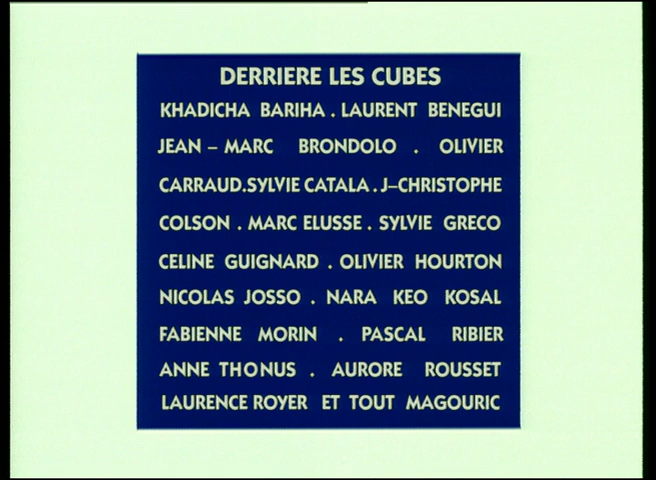 DERRIERE LES CUBES
KHADICHA BARIHA . LAURENT BENEGUI
JEAN – MARC BRONDOLO . OLIVIER
CARRAUD.SYLVIE CATALA . J–CHRISTOPHE
COLSON . MARC ELUSSE . SYLVIE GRECO
CELINE GUIGNARD . OLIVIER HOURTON
NICOLAS JOSSO . NARA KEO KOSAL
FABIENNE MORIN . PASCAL RIBIER
ANNE THONUS . AURORE ROUSSET
LAURENCE ROYER ET TOUT MAGOURIC